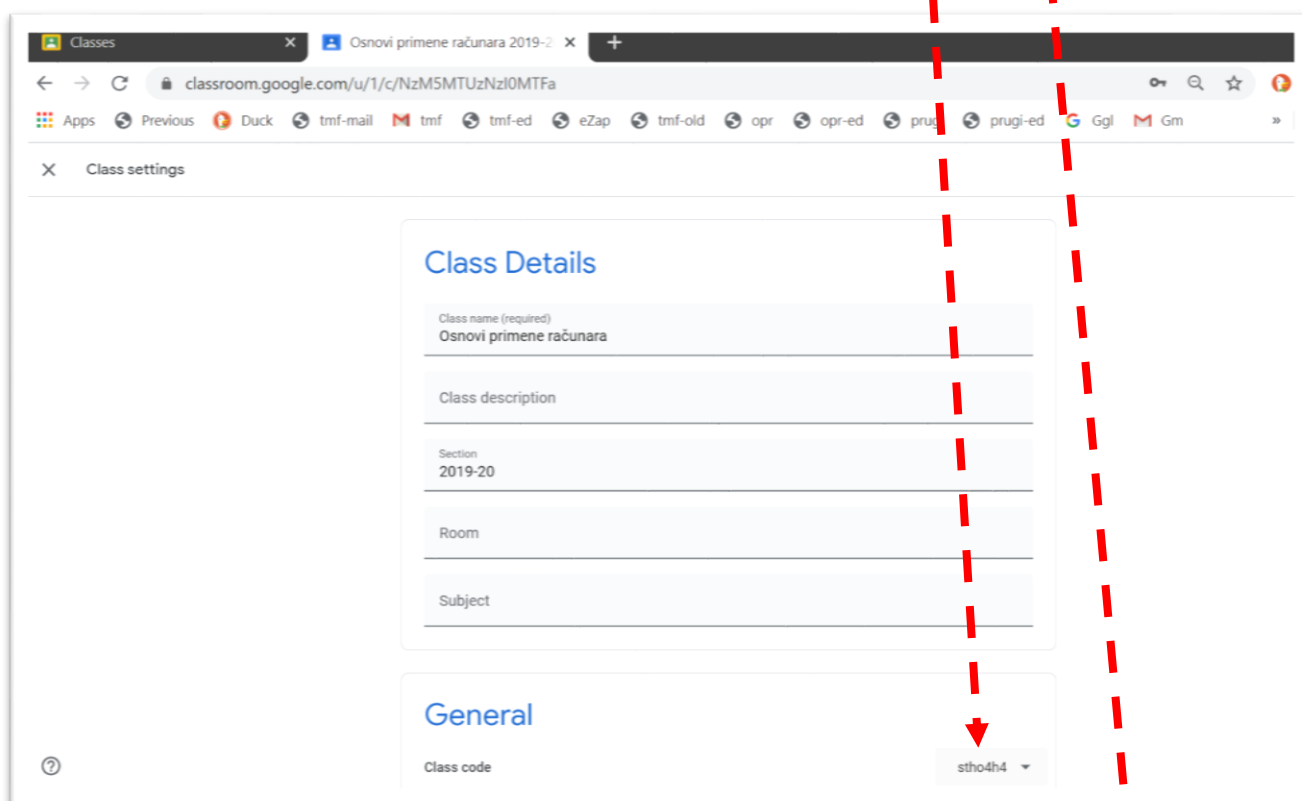 Classes
Osnovi primene računara 2019-2
classroom.google.com/u/1/c/NzM5MTUzNzI0MTFa
Apps Previous Duck tmf-mail tmf tmf-ed eZap tmf-old opr opr-ed prugi prugi-ed Ggl Gm »
Class settings
Class Details
Class name (required)
Osnovi primene računara
Class description
Section
2019-20
Room
Subject
General
Class code stho4h4